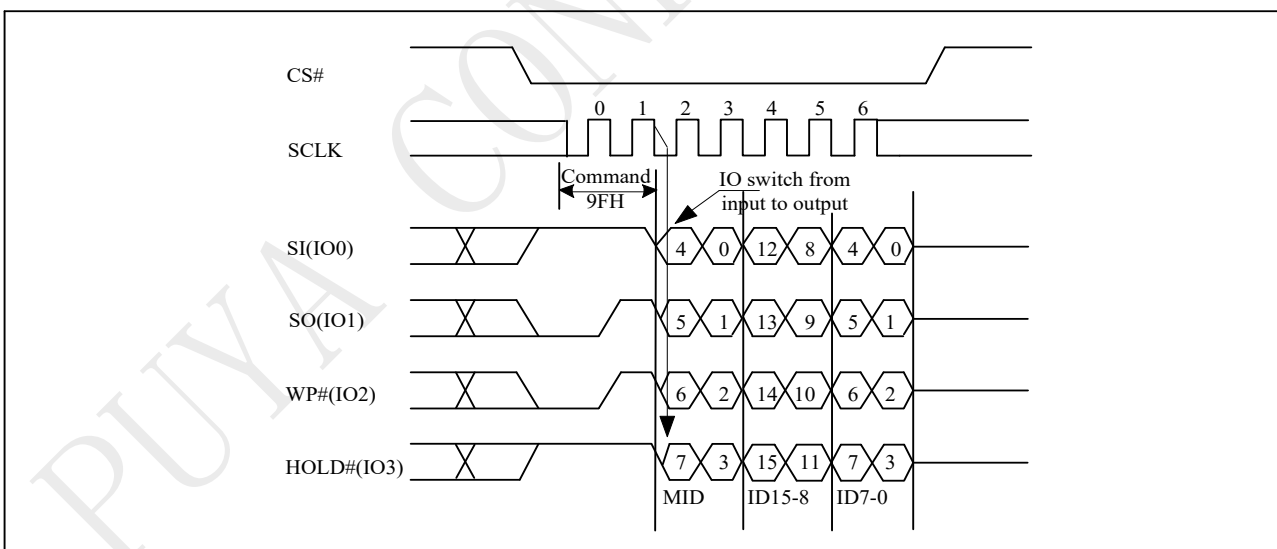 PUYA CON
CS#
0 1 2 3 4 5 6
SCLK
Command
9FH
IO switch from
input to output
SI(IO0) 4 0 12 8 4 0
SO(IO1) 5 1 13 9 5 1
WP#(IO2) 6 2 14 10 6 2
HOLD#(IO3) 7 3 15 11 7 3
MID ID15-8 ID7-0